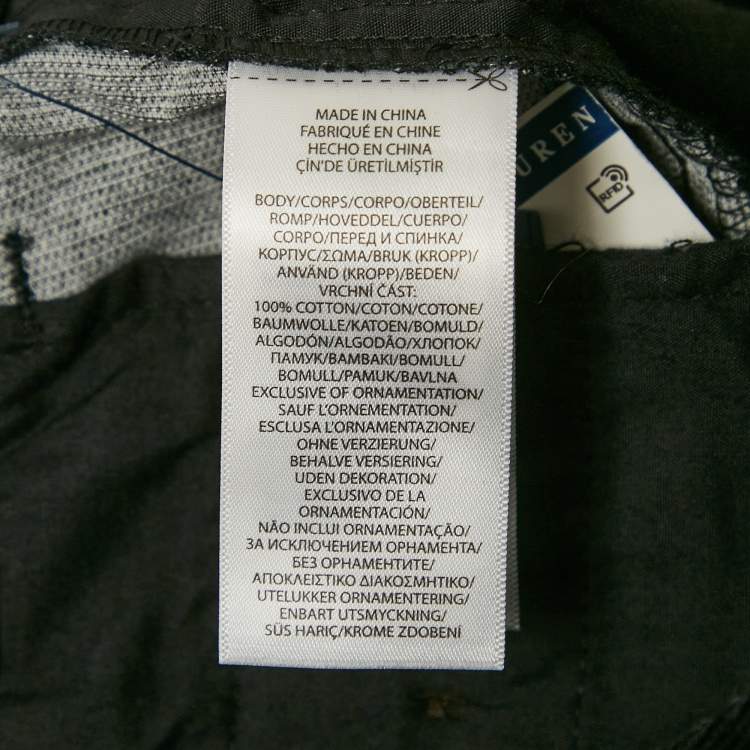 MADE IN CHINA
FABRIQUÉ EN CHINE
HECHO EN CHINA
ÇİN'DE ÜRETİLMİŞTİR
BODY/CORPS/CORPO/OBERTEIL/
ROMP/HOVEDDEL/CUERPO/
CORPO/ПЕРЕД И СПИНКА/
КОРПУС/ΣΩΜΑ/BRUK (KROPP)/
ANVÄND (KROPP)/BEDEN/
VRCHNÍ ČÁST:
100% COTTON/COTON/COTONE/
BAUMWOLLE/KATOEN/BOMULD/
ALGODÓN/ALGODÃO/ХЛОПОК/
ПАМУК/ΒΑΜΒΑΚΙ/BOMULL/
BOMULL/PAMUK/BAVLNA
EXCLUSIVE OF ORNAMENTATION/
SAUF L'ORNEMENTATION/
ESCLUSA L'ORNAMENTAZIONE/
OHNE VERZIERUNG/
BEHALVE VERSIERING/
UDEN DEKORATION/
EXCLUSIVO DE LA
ORNAMENTACIÓN/
NÃO INCLUI ORNAMENTAÇÃO/
ЗА ИСКЛЮЧЕНИЕМ ОРНАМЕНТА/
БЕЗ ОРНАМЕНТИТЕ/
ΑΠΟΚΛΕΙΣΤΙΚΟ ΔΙΑΚΟΣΜΗΤΙΚΟ/
UTELUKKER ORNAMENTERING/
ENBART UTSMYCKNING/
SÜS HARİÇ/KROME ZDOBENÍ
UREN
RFID